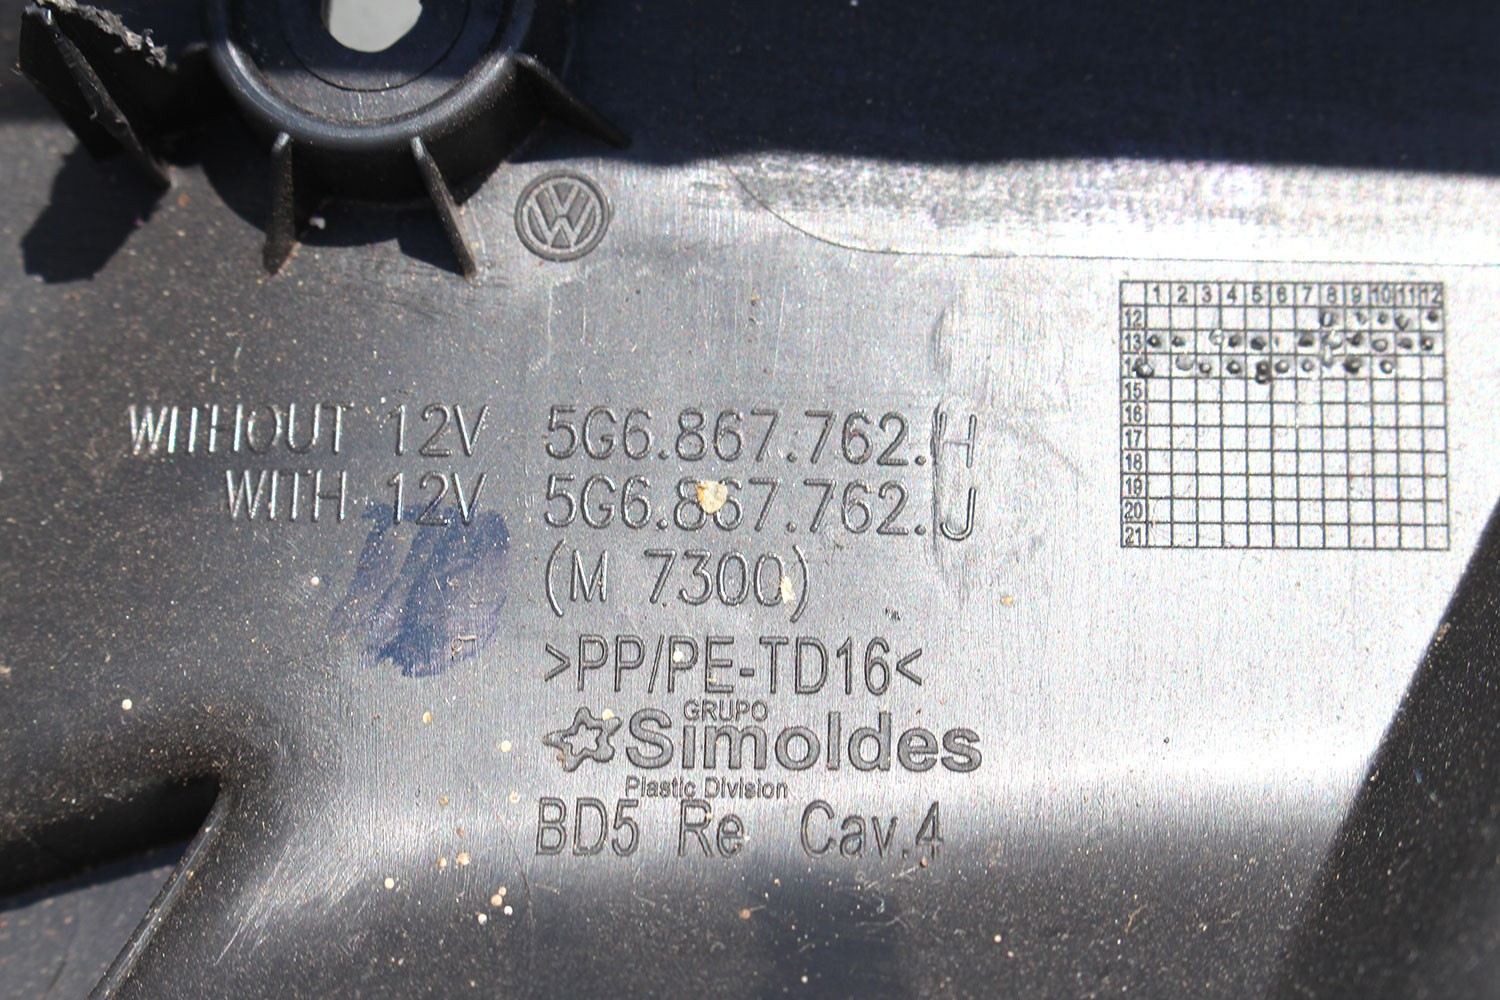 WITHOUT 12V 5G6.867.762.H
WITH 12V 5G6.867.762.J
(M 7300)
>PP/PE-TD16<
GRUPO
Simoldes
Plastic Division
BD5 Re Cav.4
1 2 3 4 5 6 7 8 9 10 11 12
12
13
14
15
16
17
18
19
20
21